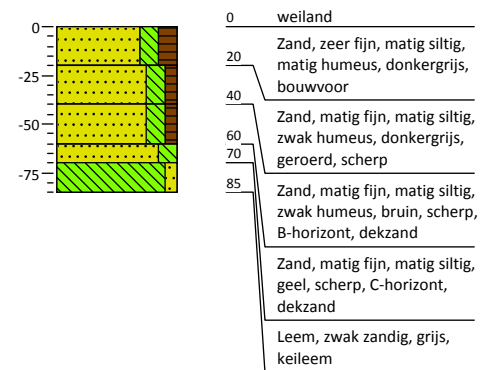 0
-25
-50
-75
0 weiland
Zand, zeer fijn, matig siltig,
matig humeus, donkergrijs,
bouwvoor
20
Zand, matig fijn, matig siltig,
zwak humeus, donkergrijs,
geroerd, scherp
40
Zand, matig fijn, matig siltig,
zwak humeus, bruin, scherp,
B-horizont, dekzand
60
Zand, matig fijn, matig siltig,
geel, scherp, C-horizont,
dekzand
70
Leem, zwak zandig, grijs,
keileem
85